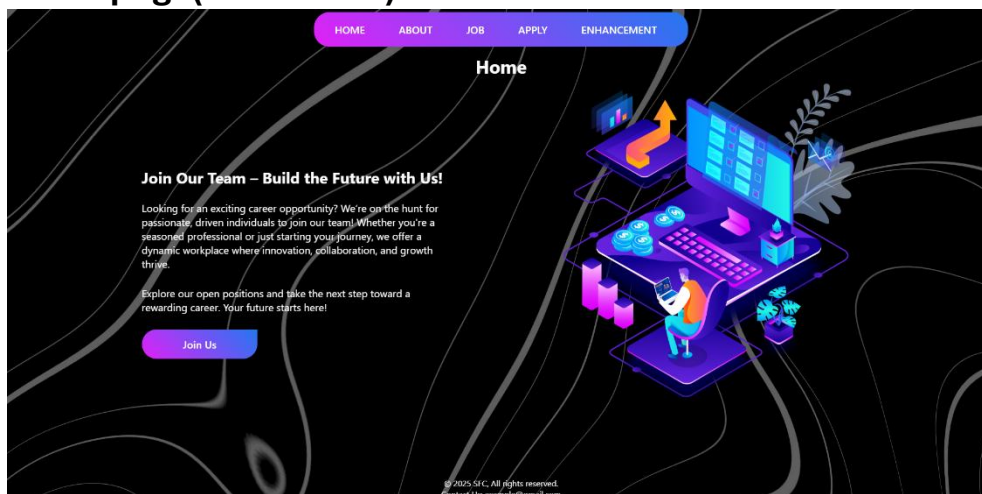 HOME ABOUT JOB APPLY ENHANCEMENT
Home
Join Our Team – Build the Future with Us!
Looking for an exciting career opportunity? We're on the hunt for
passionate, driven individuals to join our team! Whether you're a
seasoned professional or just starting your journey, we offer a
dynamic workplace where innovation, collaboration, and growth
thrive.
Explore our open positions and take the next step toward a
rewarding career. Your future starts here!
Join Us
© 2025 SFC, All rights reserved.